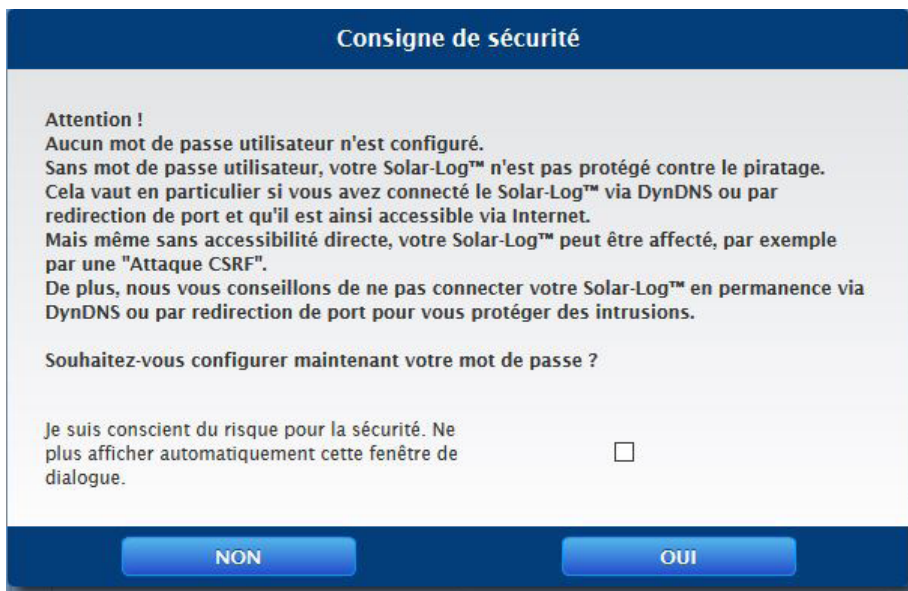 Consigne de sécurité
Attention !
Aucun mot de passe utilisateur n'est configuré.
Sans mot de passe utilisateur, votre Solar-Log™ n'est pas protégé contre le piratage.
Cela vaut en particulier si vous avez connecté le Solar-Log™ via DynDNS ou par
redirection de port et qu'il est ainsi accessible via Internet.
Mais même sans accessibilité directe, votre Solar-Log™ peut être affecté, par exemple
par une "Attaque CSRF".
De plus, nous vous conseillons de ne pas connecter votre Solar-Log™ en permanence via
DynDNS ou par redirection de port pour vous protéger des intrusions.
Souhaitez-vous configurer maintenant votre mot de passe ?
Je suis conscient du risque pour la sécurité. Ne
plus afficher automatiquement cette fenêtre de
dialogue.
NON
OUI